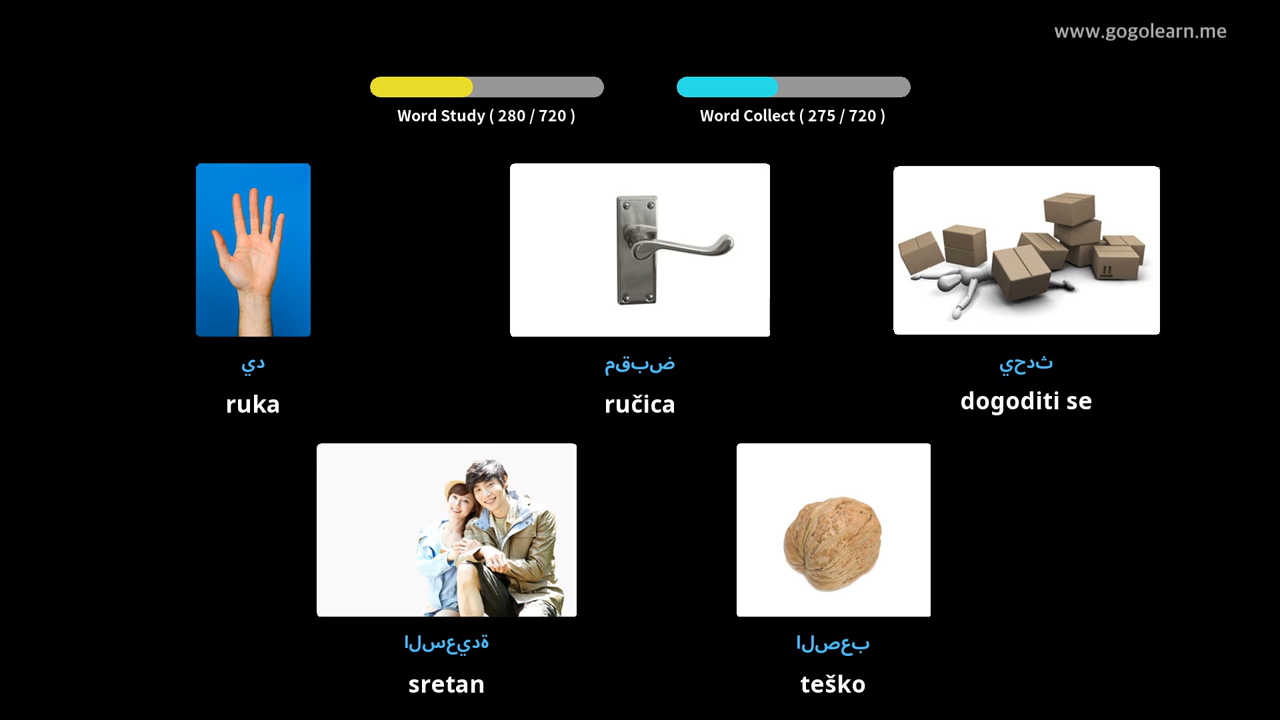 www.gogolearn.me
Word Study ( 280 / 720 )
Word Collect ( 275 / 720 )
يد
مقبض
يحدث
ruka
ručica
dogoditi se
السعيدة
الصعب
sretan
teško